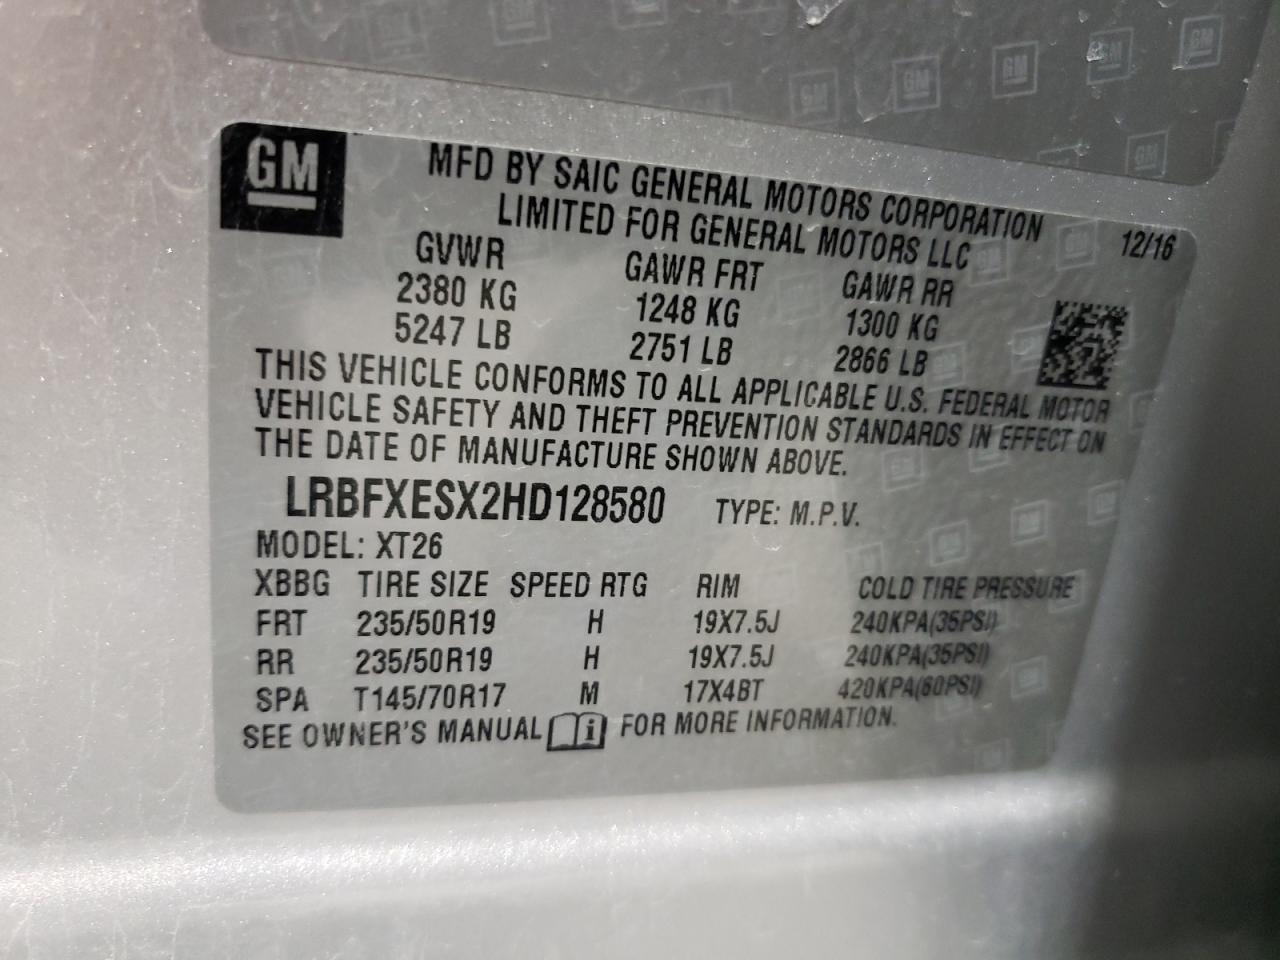 GM
MFD BY SAIC GENERAL MOTORS CORPORATION
LIMITED FOR GENERAL MOTORS LLC
12/16
GVWR GAWR FRT GAWR RR
2380 KG 1248 KG 1300 KG
5247 LB 2751 LB 2866 LB
THIS VEHICLE CONFORMS TO ALL APPLICABLE U.S. FEDERAL MOTOR
VEHICLE SAFETY AND THEFT PREVENTION STANDARDS IN EFFECT ON
THE DATE OF MANUFACTURE SHOWN ABOVE.
LRBFXESX2HD128580 TYPE: M.P.V.
MODEL: XT26
XBBG TIRE SIZE SPEED RTG RIM COLD TIRE PRESSURE
FRT 235/50R19 H 19X7.5J 240KPA(35PSI)
RR 235/50R19 H 19X7.5J 240KPA(35PSI)
SPA T145/70R17 M 17X4BT 420KPA(60PSI)
SEE OWNER'S MANUAL i FOR MORE INFORMATION.